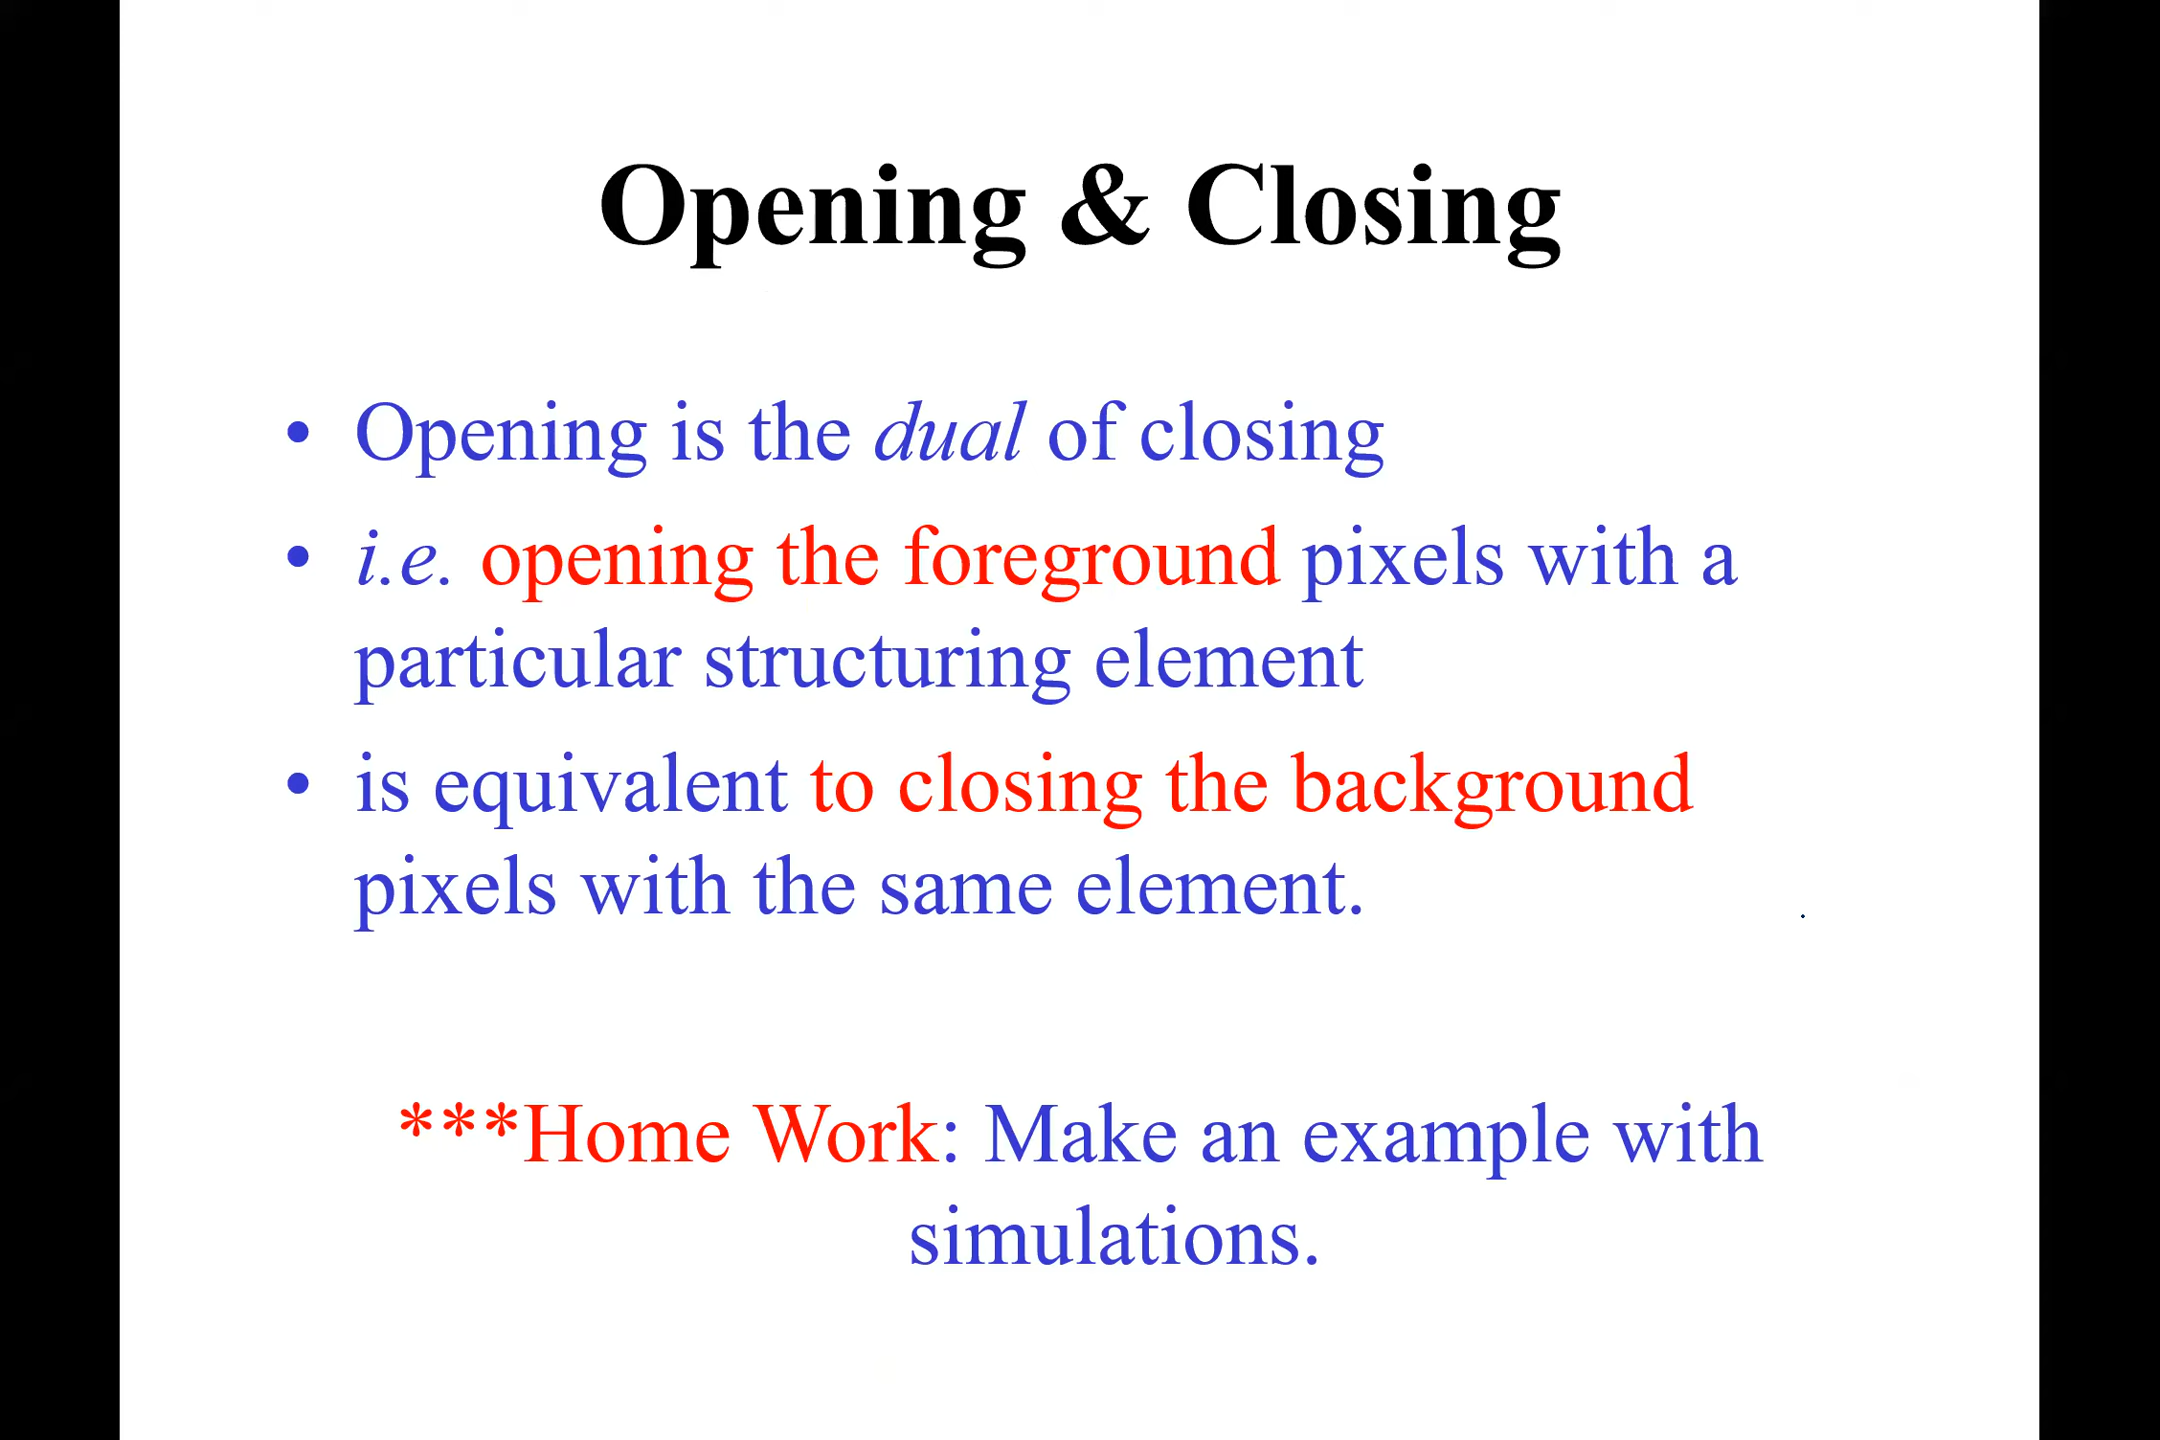 Opening & Closing
• Opening is the dual of closing
• i.e. opening the foreground pixels with a
particular structuring element
• is equivalent to closing the background
pixels with the same element.
***Home Work: Make an example with
simulations.